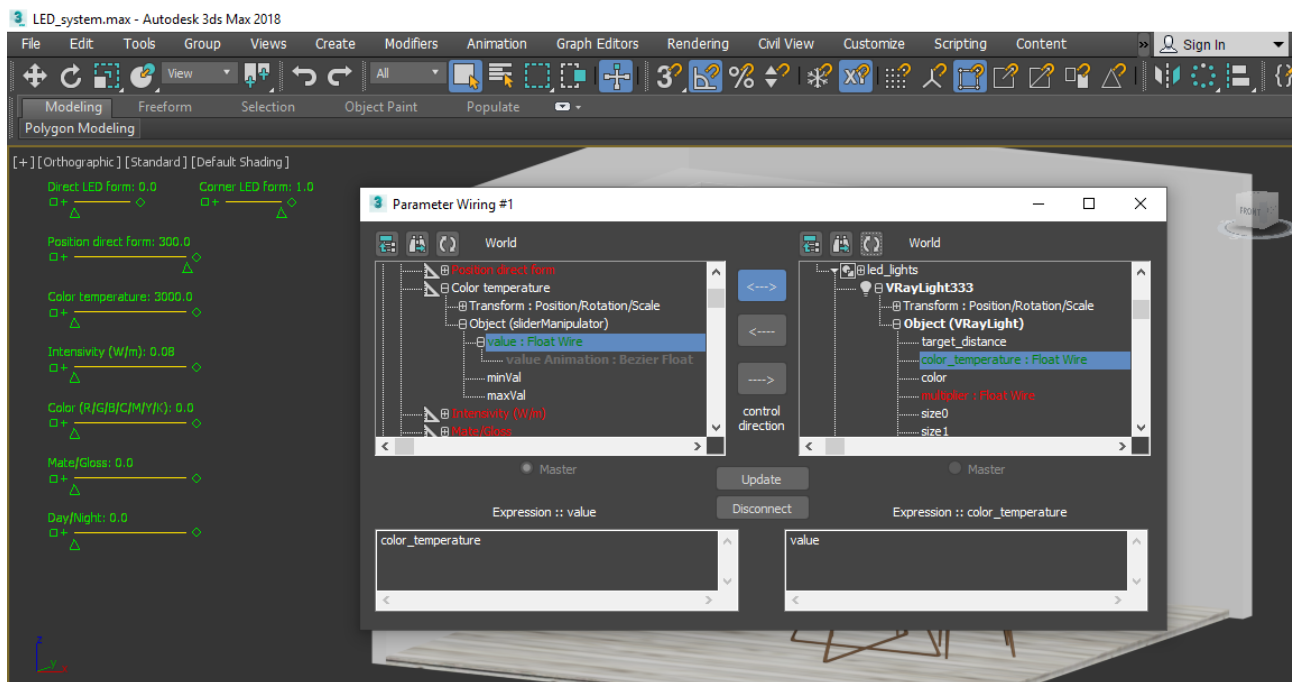 LED_system.max - Autodesk 3ds Max 2018
File Edit Tools Group Views Create Modifiers Animation Graph Editors Rendering Civil View Customize Scripting Content » Sign In
View All
Modeling Freeform Selection Object Paint Populate
Polygon Modeling
[+] [Orthographic] [Standard] [Default Shading]
Direct LED form: 0.0 Corner LED form: 1.0
Position direct form: 300.0
Color temperature: 3000.0
Intensivity (W/m): 0.08
Color (R/G/B/C/M/Y/K): 0.0
Mate/Gloss: 0.0
Day/Night: 0.0
Parameter Wiring #1
World
Position direct form
Color temperature
Transform : Position/Rotation/Scale
Object (sliderManipulator)
value : Float Wire
value Animation : Bezier Float
minVal
maxVal
Intensivity (W/m)
Mate/Gloss
Master
Expression :: value
color_temperature
<--->
<----
---->
control
direction
Update
Disconnect
World
led_lights
VRayLight333
Transform : Position/Rotation/Scale
Object (VRayLight)
target_distance
color_temperature : Float Wire
color
multiplier : Float Wire
size0
size1
Master
Expression :: color_temperature
value
FRONT
z
y
x